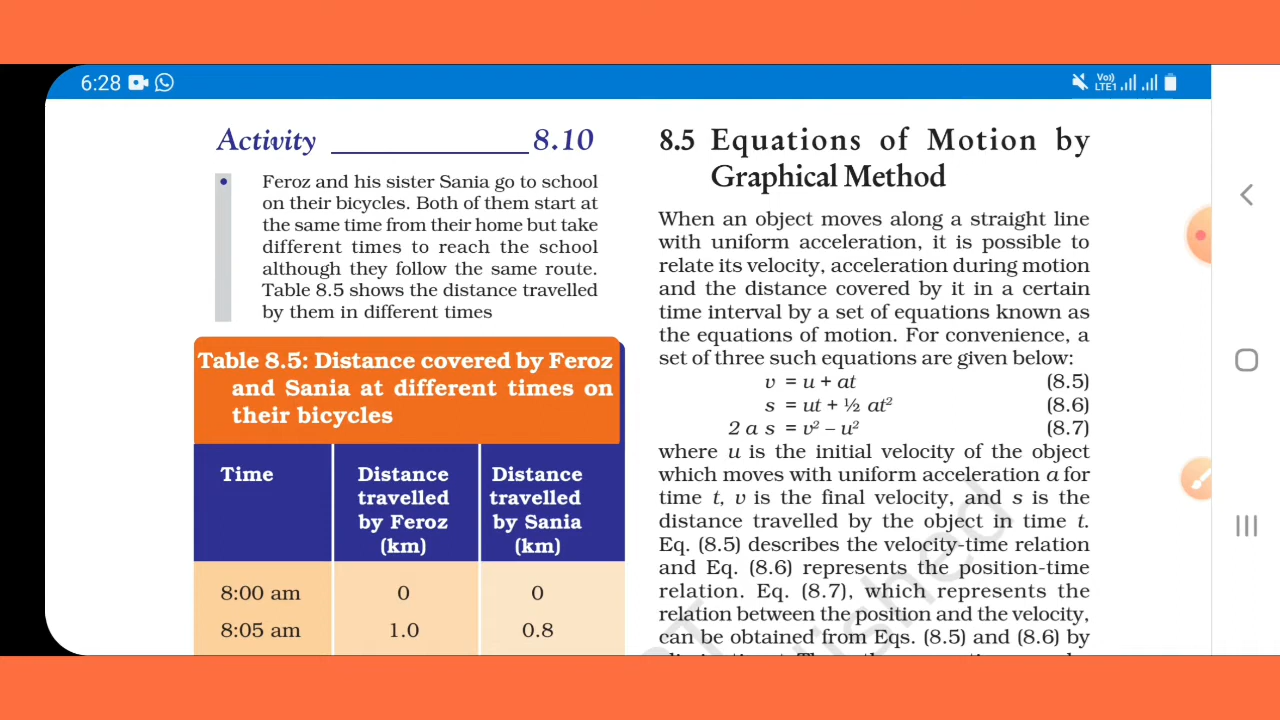 6:28
Vo))
LTE1
Activity 8.10
• Feroz and his sister Sania go to school
on their bicycles. Both of them start at
the same time from their home but take
different times to reach the school
although they follow the same route.
Table 8.5 shows the distance travelled
by them in different times
Table 8.5: Distance covered by Feroz
and Sania at different times on
their bicycles
Time Distance travelled by Feroz (km) Distance travelled by Sania (km)
8:00 am 0 0
8:05 am 1.0 0.8
8.5 Equations of Motion by
Graphical Method
When an object moves along a straight line
with uniform acceleration, it is possible to
relate its velocity, acceleration during motion
and the distance covered by it in a certain
time interval by a set of equations known as
the equations of motion. For convenience, a
set of three such equations are given below:
v = u + at (8.5)
s = ut + ½ at² (8.6)
2 a s = v² – u² (8.7)
where u is the initial velocity of the object
which moves with uniform acceleration a for
time t, v is the final velocity, and s is the
distance travelled by the object in time t.
Eq. (8.5) describes the velocity-time relation
and Eq. (8.6) represents the position-time
relation. Eq. (8.7), which represents the
relation between the position and the velocity,
can be obtained from Eqs. (8.5) and (8.6) by